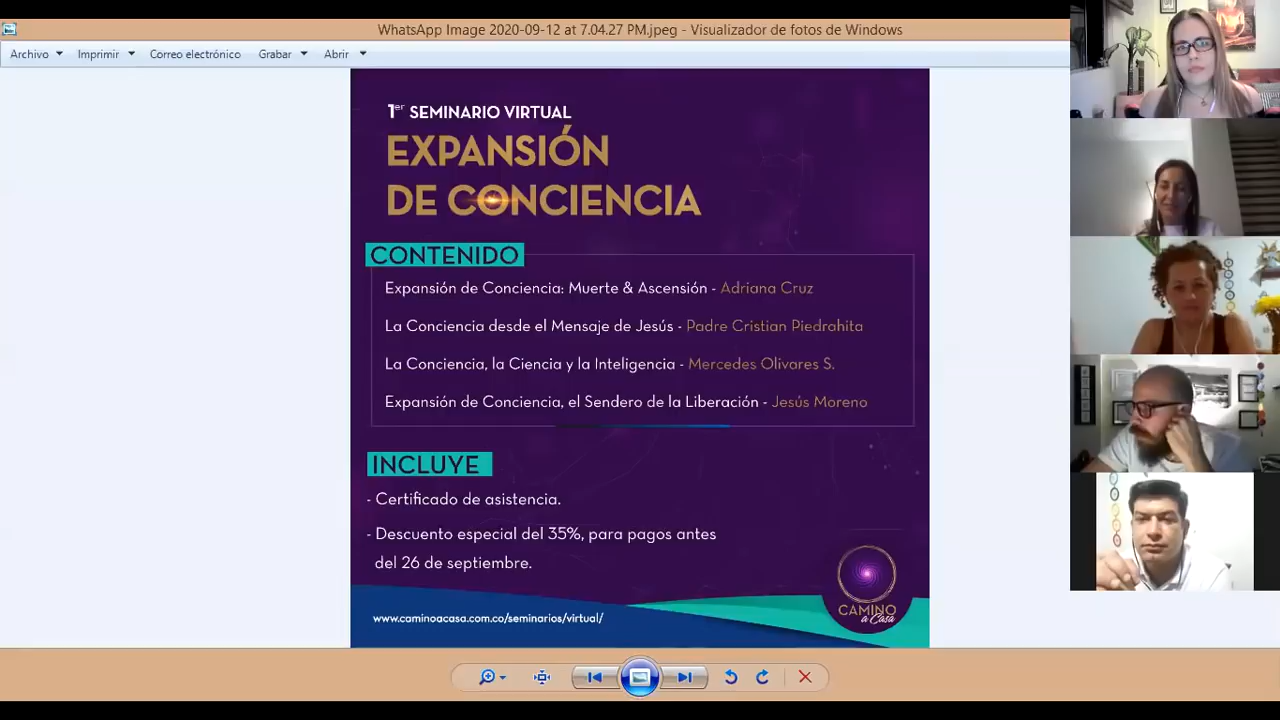 WhatsApp Image 2020-09-12 at 7.04.27 PM.jpeg - Visualizador de fotos de Windows
Archivo Imprimir Correo electrónico Grabar Abrir
1er SEMINARIO VIRTUAL
EXPANSIÓN
DE CONCIENCIA
CONTENIDO
Expansión de Conciencia: Muerte & Ascensión - Adriana Cruz
La Conciencia desde el Mensaje de Jesús - Padre Cristian Piedrahita
La Conciencia, la Ciencia y la Inteligencia - Mercedes Olivares S.
Expansión de Conciencia, el Sendero de la Liberación - Jesús Moreno
INCLUYE
- Certificado de asistencia.
- Descuento especial del 35%, para pagos antes
del 26 de septiembre.
www.caminoacasa.com.co/seminarios/virtual/
CAMINO
a Casa